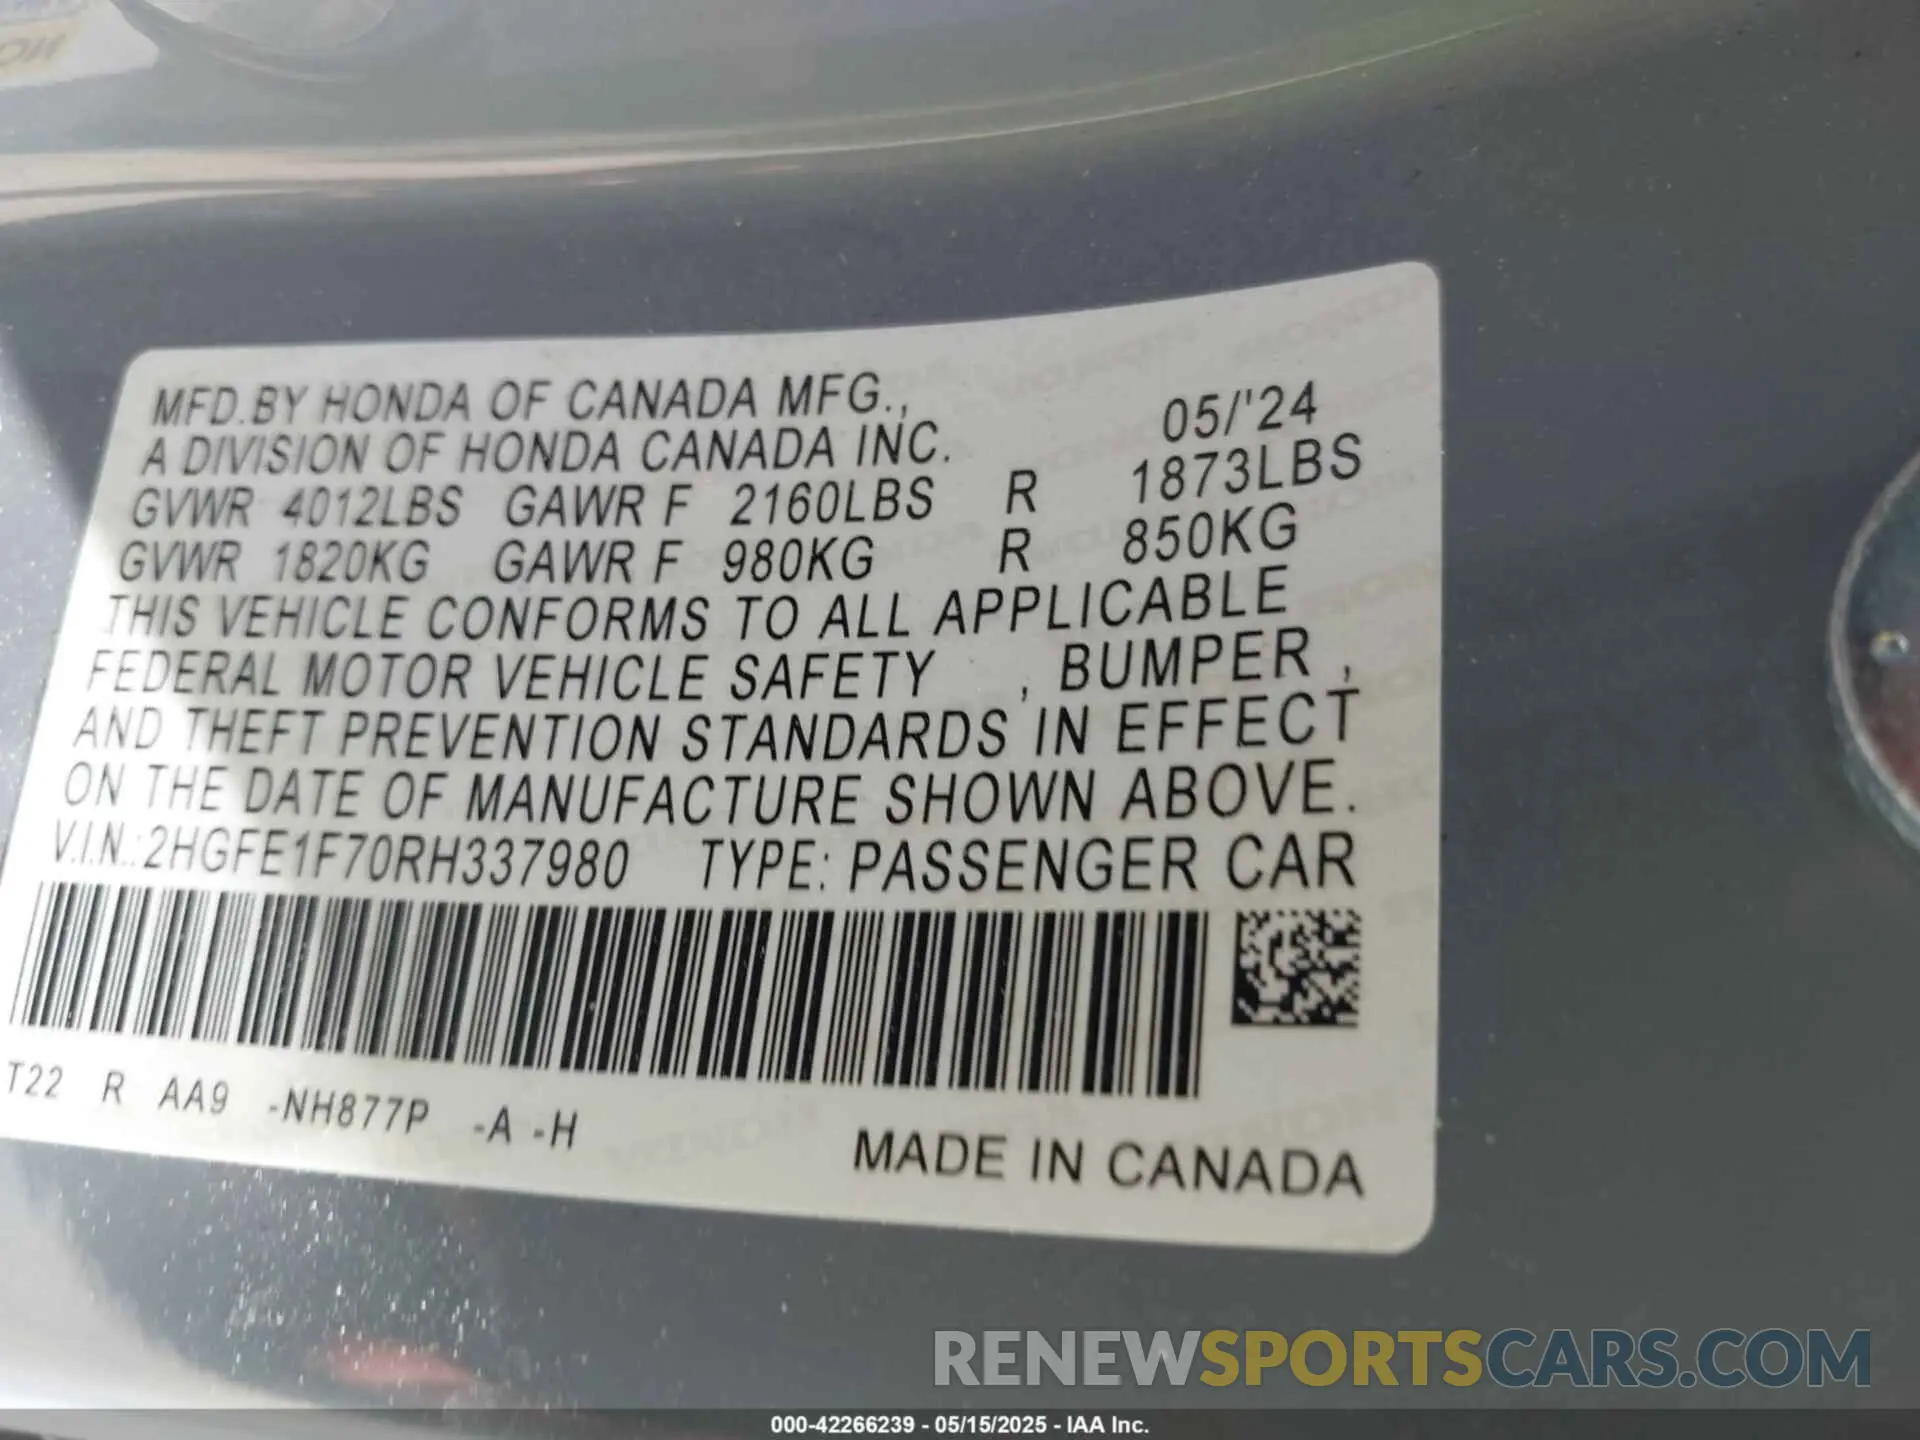 MFD.BY HONDA OF CANADA MFG., 05/'24
A DIVISION OF HONDA CANADA INC.
GVWR 4012LBS GAWR F 2160LBS R 1873LBS
GVWR 1820KG GAWR F 980KG R 850KG
THIS VEHICLE CONFORMS TO ALL APPLICABLE
FEDERAL MOTOR VEHICLE SAFETY , BUMPER ,
AND THEFT PREVENTION STANDARDS IN EFFECT
ON THE DATE OF MANUFACTURE SHOWN ABOVE.
V.I.N.:2HGFE1F70RH337980 TYPE: PASSENGER CAR
T22 R AA9 -NH877P -A -H
MADE IN CANADA
RENEWSPORTSCARS.COM
000-42266239 - 05/15/2025 - IAA Inc.